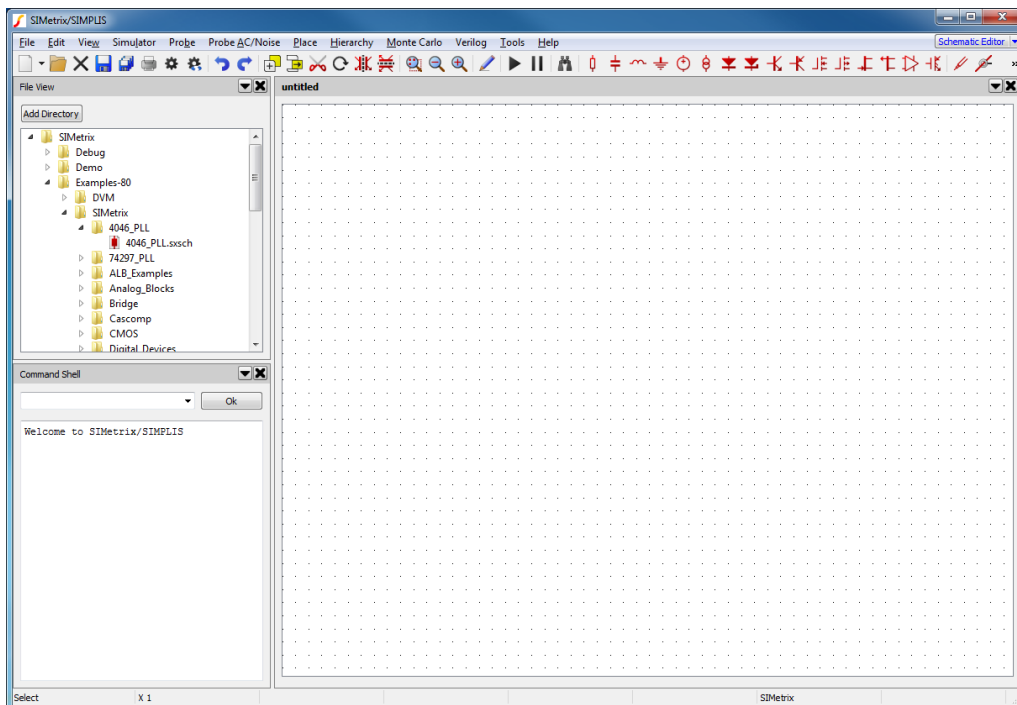 SIMetrix/SIMPLIS
File Edit View Simulator Probe Probe AC/Noise Place Hierarchy Monte Carlo Verilog Tools Help
Schematic Editor
File View
untitled
Add Directory
SIMetrix
Debug
Demo
Examples-80
DVM
SIMetrix
4046_PLL
4046_PLL.sxsch
74297_PLL
ALB_Examples
Analog_Blocks
Bridge
Cascomp
CMOS
Digital_Devices
Command Shell
Ok
Welcome to SIMetrix/SIMPLIS
Select X 1 SIMetrix